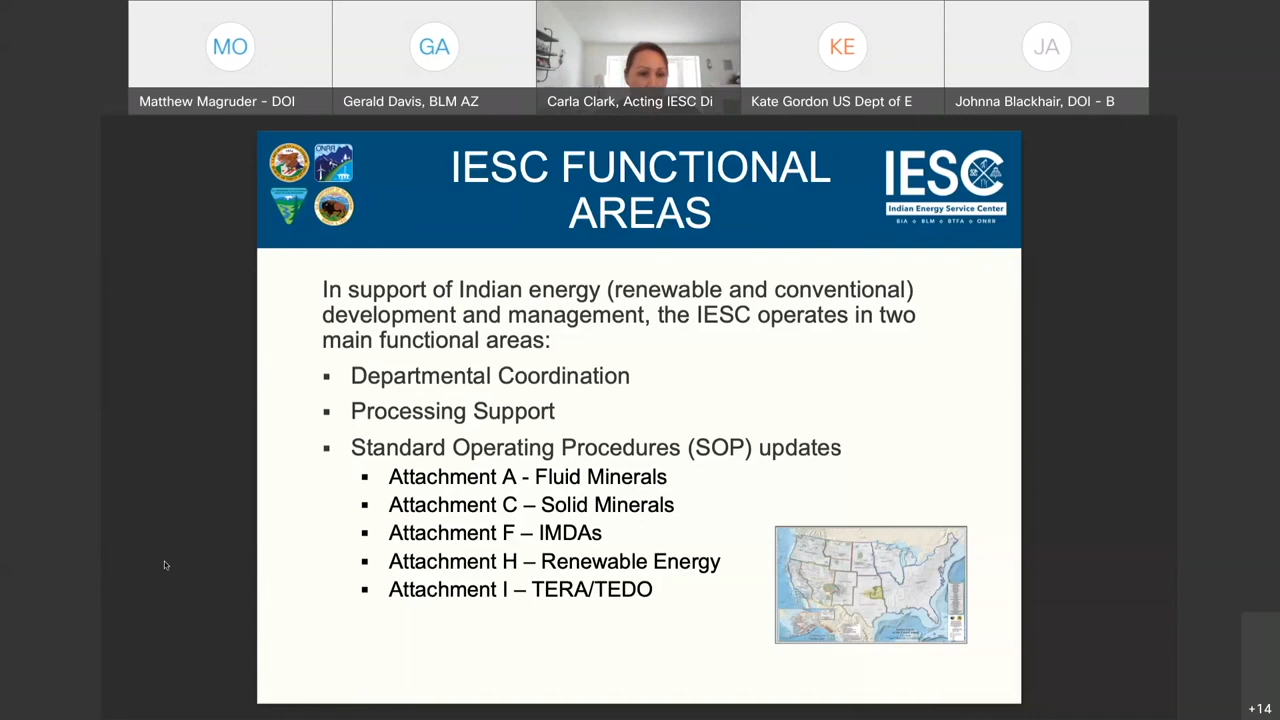 MO
GA
KE
JA
Matthew Magruder - DOI
Gerald Davis, BLM AZ
Carla Clark, Acting IESC Di
Kate Gordon US Dept of E
Johnna Blackhair, DOI - B
ONRR
IESC FUNCTIONAL
AREAS
IESC
Indian Energy Service Center
BIA BLM BTFA ONRR
In support of Indian energy (renewable and conventional)
development and management, the IESC operates in two
main functional areas:
▪ Departmental Coordination
▪ Processing Support
▪ Standard Operating Procedures (SOP) updates
▪ Attachment A - Fluid Minerals
▪ Attachment C – Solid Minerals
▪ Attachment F – IMDAs
▪ Attachment H – Renewable Energy
▪ Attachment I – TERA/TEDO
+14